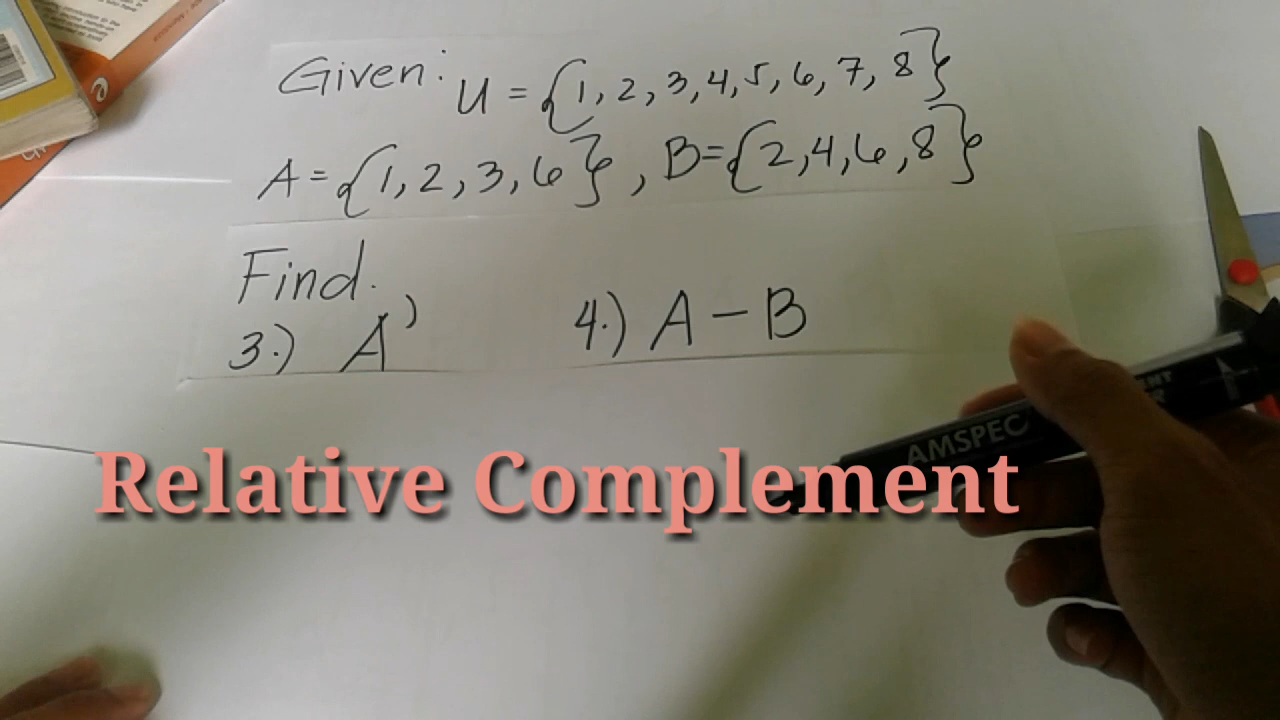 Given: U = {1, 2, 3, 4, 5, 6, 7, 8}
A = {1, 2, 3, 6}, B = {2, 4, 6, 8}
Find.
3.) A' 4.) A - B
AMSPEC
Relative Complement